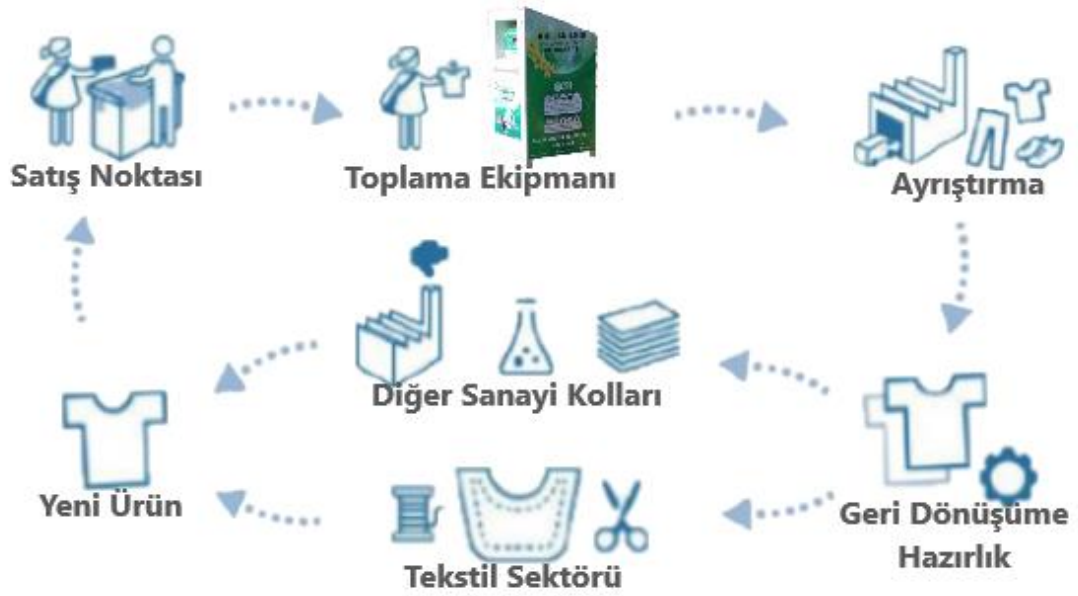 Satış Noktası
Toplama Ekipmanı
Ayrıştırma
Diğer Sanayi Kolları
Yeni Ürün
Geri Dönüşüme
Hazırlık
Tekstil Sektörü